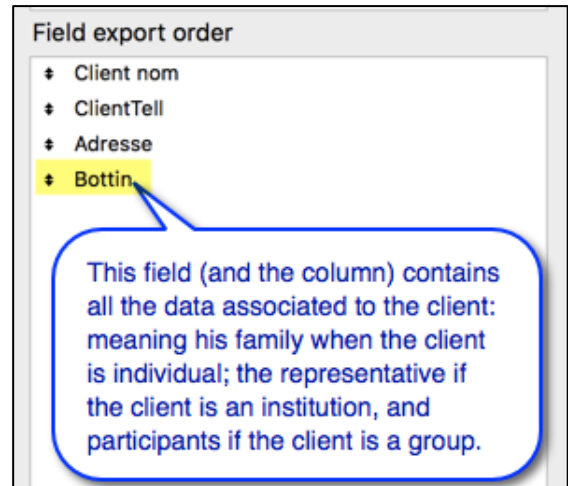 Field export order
Client nom
ClientTell
Adresse
Bottin
This field (and the column) contains
all the data associated to the client:
meaning his family when the client
is individual; the representative if
the client is an institution, and
participants if the client is a group.